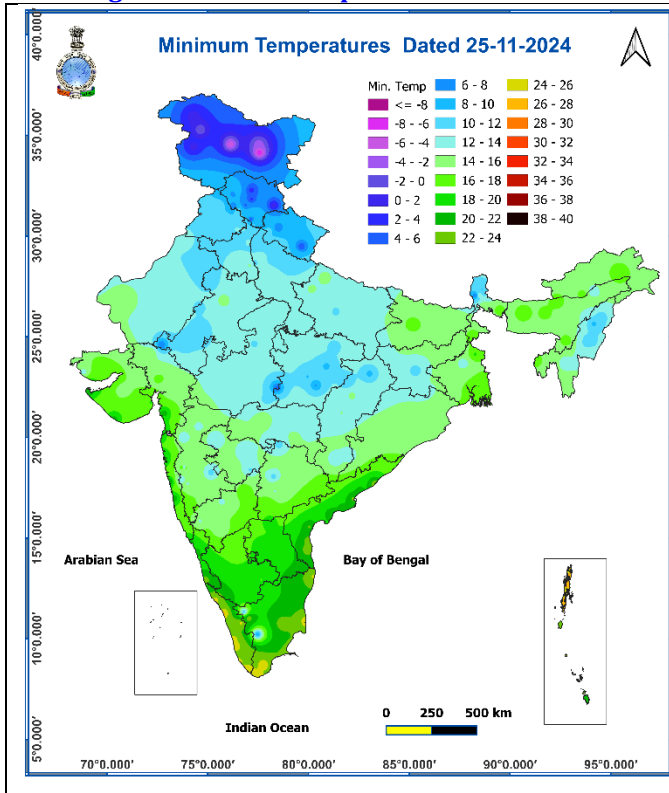 Minimum Temperatures Dated 25-11-2024
Min. Temp
<= -8
-8 - -6
-6 - -4
-4 - -2
-2 - 0
0 - 2
2 - 4
4 - 6
6 - 8
8 - 10
10 - 12
12 - 14
14 - 16
16 - 18
18 - 20
20 - 22
22 - 24
24 - 26
26 - 28
28 - 30
30 - 32
32 - 34
34 - 36
36 - 38
38 - 40
40°0.000'
35°0.000'
30°0.000'
25°0.000'
20°0.000'
15°0.000'
10°0.000'
5°0.000'
Arabian Sea
Bay of Bengal
Indian Ocean
0 250 500 km
70°0.000' 75°0.000' 80°0.000' 85°0.000' 90°0.000' 95°0.000'